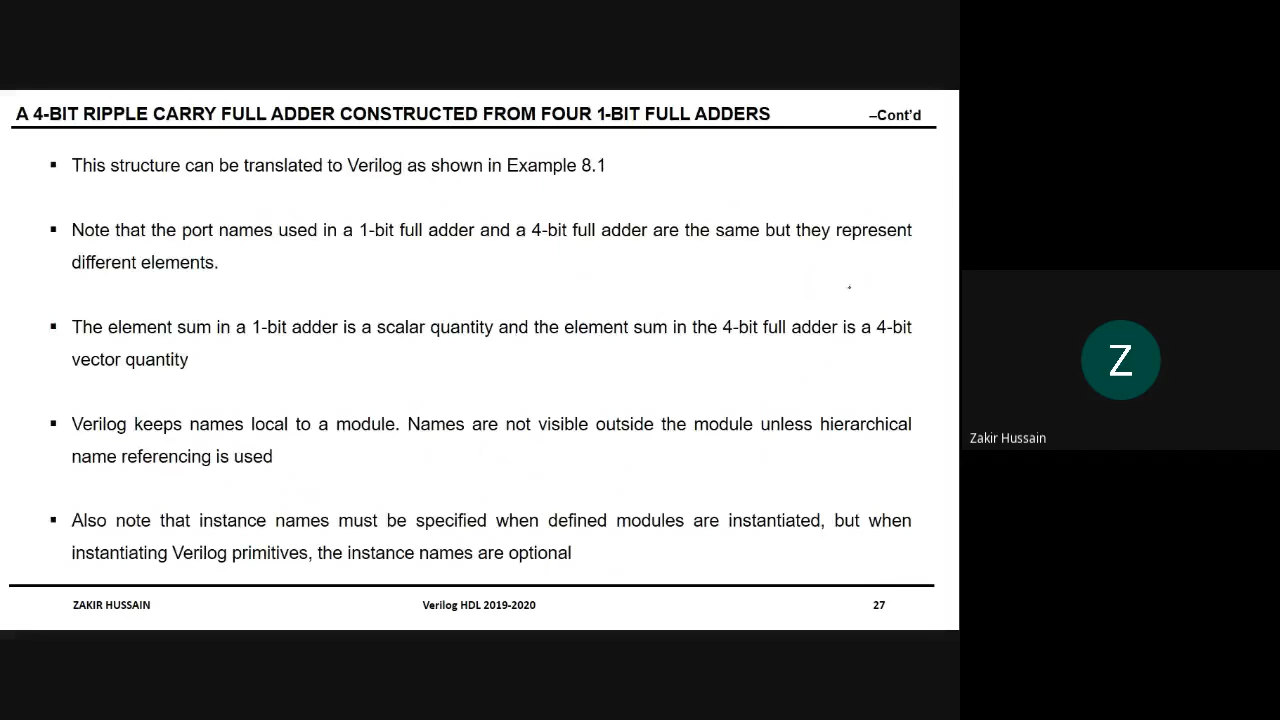 A 4-BIT RIPPLE CARRY FULL ADDER CONSTRUCTED FROM FOUR 1-BIT FULL ADDERS –Cont'd
▪ This structure can be translated to Verilog as shown in Example 8.1
▪ Note that the port names used in a 1-bit full adder and a 4-bit full adder are the same but they represent
different elements.
▪ The element sum in a 1-bit adder is a scalar quantity and the element sum in the 4-bit full adder is a 4-bit
vector quantity
▪ Verilog keeps names local to a module. Names are not visible outside the module unless hierarchical
name referencing is used
▪ Also note that instance names must be specified when defined modules are instantiated, but when
instantiating Verilog primitives, the instance names are optional
ZAKIR HUSSAIN Verilog HDL 2019-2020 27
Z
Zakir Hussain